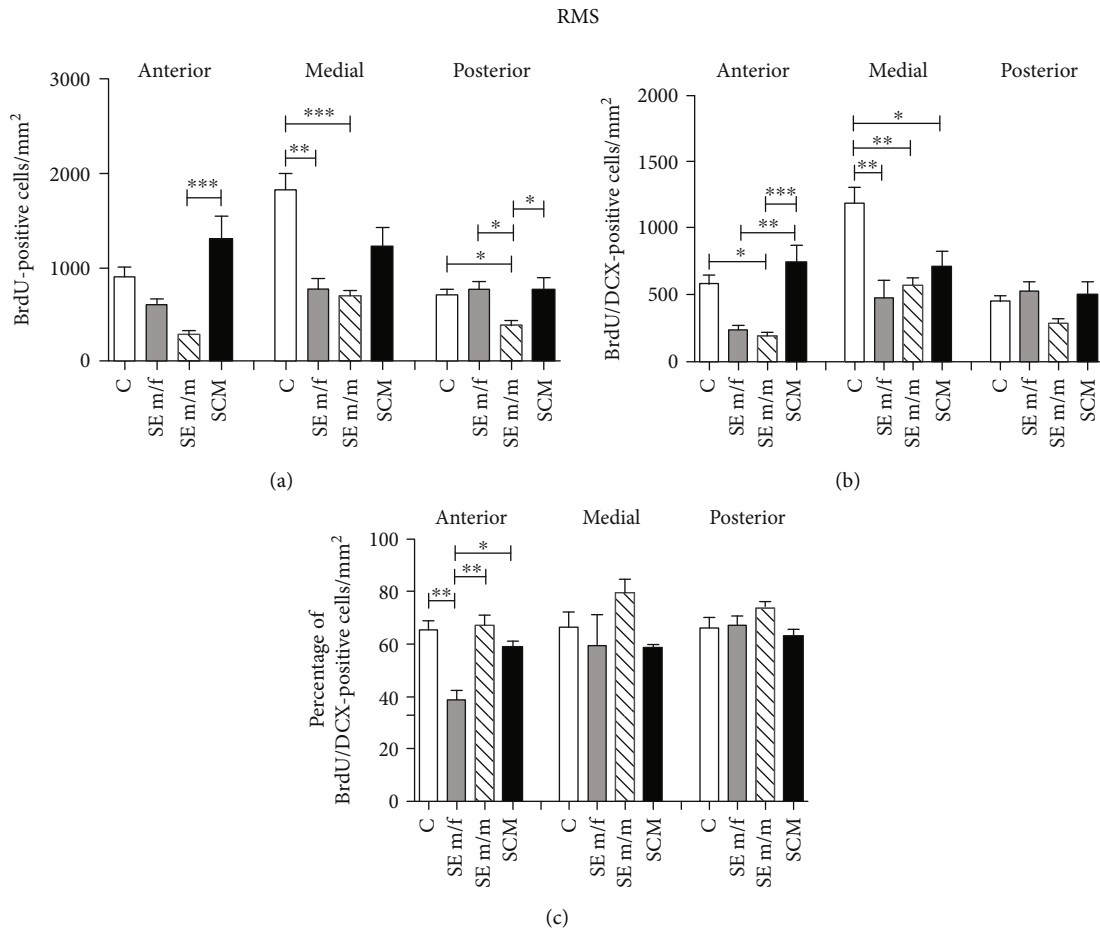 RMS
Anterior Medial Posterior
BrdU-positive cells/mm²
3000
2000
1000
0
***
***
**
*
*
*
C SE m/f SE m/m SCM C SE m/f SE m/m SCM C SE m/f SE m/m SCM
(a)
Anterior Medial Posterior
BrdU/DCX-positive cells/mm²
2000
1500
1000
500
0
*
**
**
***
**
*
C SE m/f SE m/m SCM C SE m/f SE m/m SCM C SE m/f SE m/m SCM
(b)
Anterior Medial Posterior
Percentage of
BrdU/DCX-positive cells/mm²
100
80
60
40
20
0
*
**
**
C SE m/f SE m/m SCM C SE m/f SE m/m SCM C SE m/f SE m/m SCM
(c)